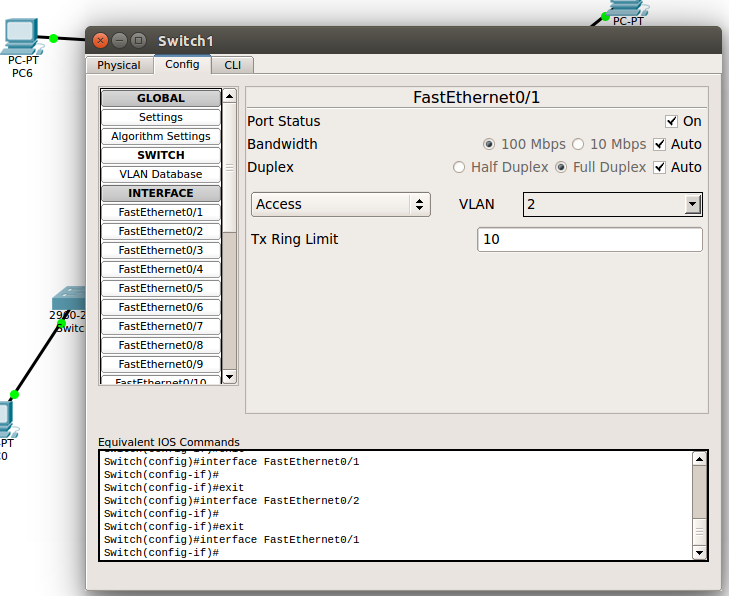 PC-PT
PC6
PC-PT
Switch1
Physical
Config
CLI
GLOBAL
Settings
Algorithm Settings
SWITCH
VLAN Database
INTERFACE
FastEthernet0/1
FastEthernet0/2
FastEthernet0/3
FastEthernet0/4
FastEthernet0/5
FastEthernet0/6
FastEthernet0/7
FastEthernet0/8
FastEthernet0/9
FastEthernet0/10
FastEthernet0/1
Port Status
On
Bandwidth
100 Mbps
10 Mbps
Auto
Duplex
Half Duplex
Full Duplex
Auto
Access
VLAN
2
Tx Ring Limit
10
2960-2
Switc
-PT
C0
Equivalent IOS Commands
Switch(config-if)#exit
Switch(config)#interface FastEthernet0/1
Switch(config-if)#
Switch(config-if)#exit
Switch(config)#interface FastEthernet0/2
Switch(config-if)#
Switch(config-if)#exit
Switch(config)#interface FastEthernet0/1
Switch(config-if)#